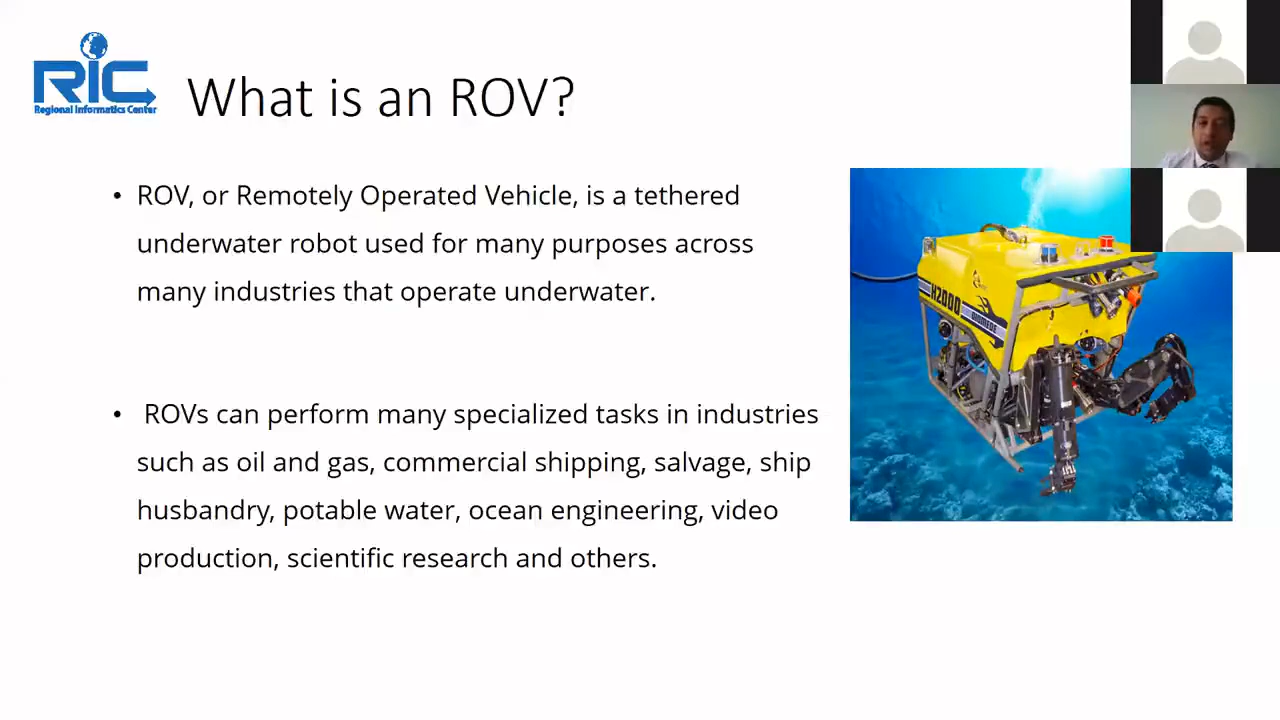 RIC
Regional Informatics Center
What is an ROV?
• ROV, or Remotely Operated Vehicle, is a tethered
underwater robot used for many purposes across
many industries that operate underwater.
• ROVs can perform many specialized tasks in industries
such as oil and gas, commercial shipping, salvage, ship
husbandry, potable water, ocean engineering, video
production, scientific research and others.
H2000